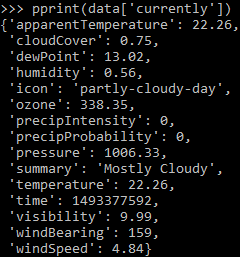 >>> pprint(data['currently'])
{'apparentTemperature': 22.26,
 'cloudCover': 0.75,
 'dewPoint': 13.02,
 'humidity': 0.56,
 'icon': 'partly-cloudy-day',
 'ozone': 338.35,
 'precipIntensity': 0,
 'precipProbability': 0,
 'pressure': 1006.33,
 'summary': 'Mostly Cloudy',
 'temperature': 22.26,
 'time': 1493377592,
 'visibility': 9.99,
 'windBearing': 159,
 'windSpeed': 4.84}